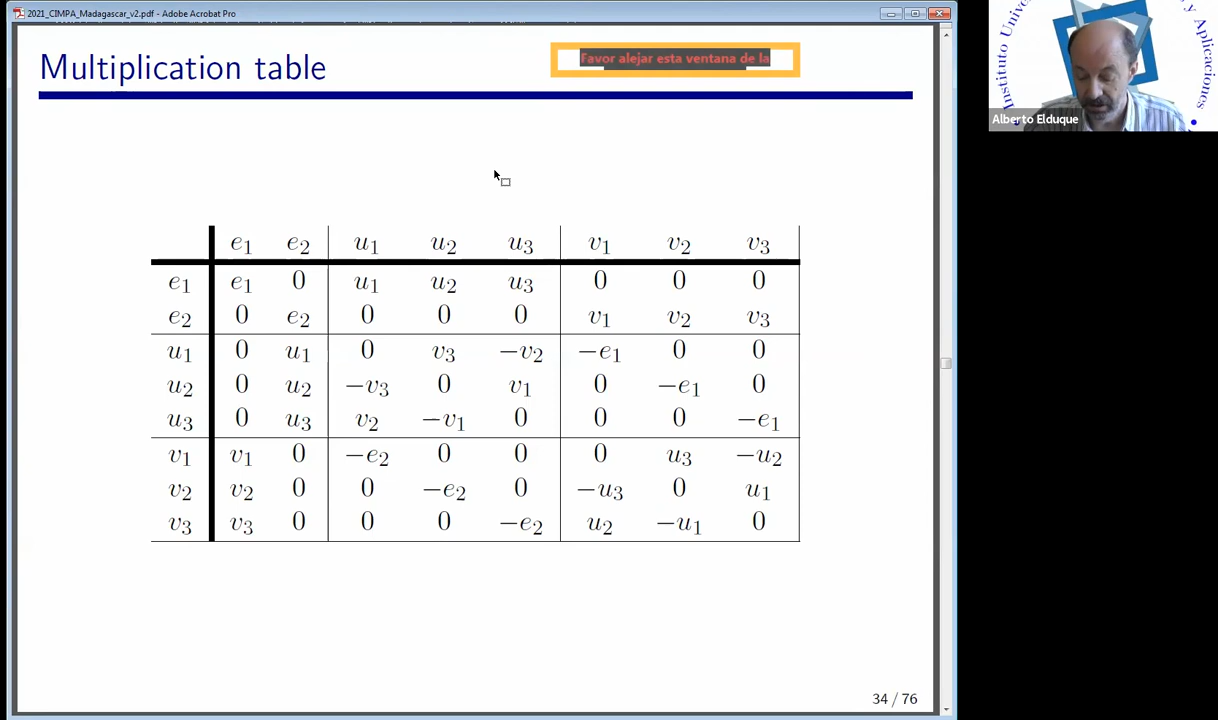 2021_CIMPA_Madagascar_v2.pdf - Adobe Acrobat Pro
Multiplication table
Favor alejar esta ventana de la
e₁ e₂ u₁ u₂ u₃ v₁ v₂ v₃
e₁ e₁ 0 u₁ u₂ u₃ 0 0 0
e₂ 0 e₂ 0 0 0 v₁ v₂ v₃
u₁ 0 u₁ 0 v₃ −v₂ −e₁ 0 0
u₂ 0 u₂ −v₃ 0 v₁ 0 −e₁ 0
u₃ 0 u₃ v₂ −v₁ 0 0 0 −e₁
v₁ v₁ 0 −e₂ 0 0 0 u₃ −u₂
v₂ v₂ 0 0 −e₂ 0 −u₃ 0 u₁
v₃ v₃ 0 0 0 −e₂ u₂ −u₁ 0
34 / 76
Instituto Univer
y Aplicaciones
Alberto Elduque